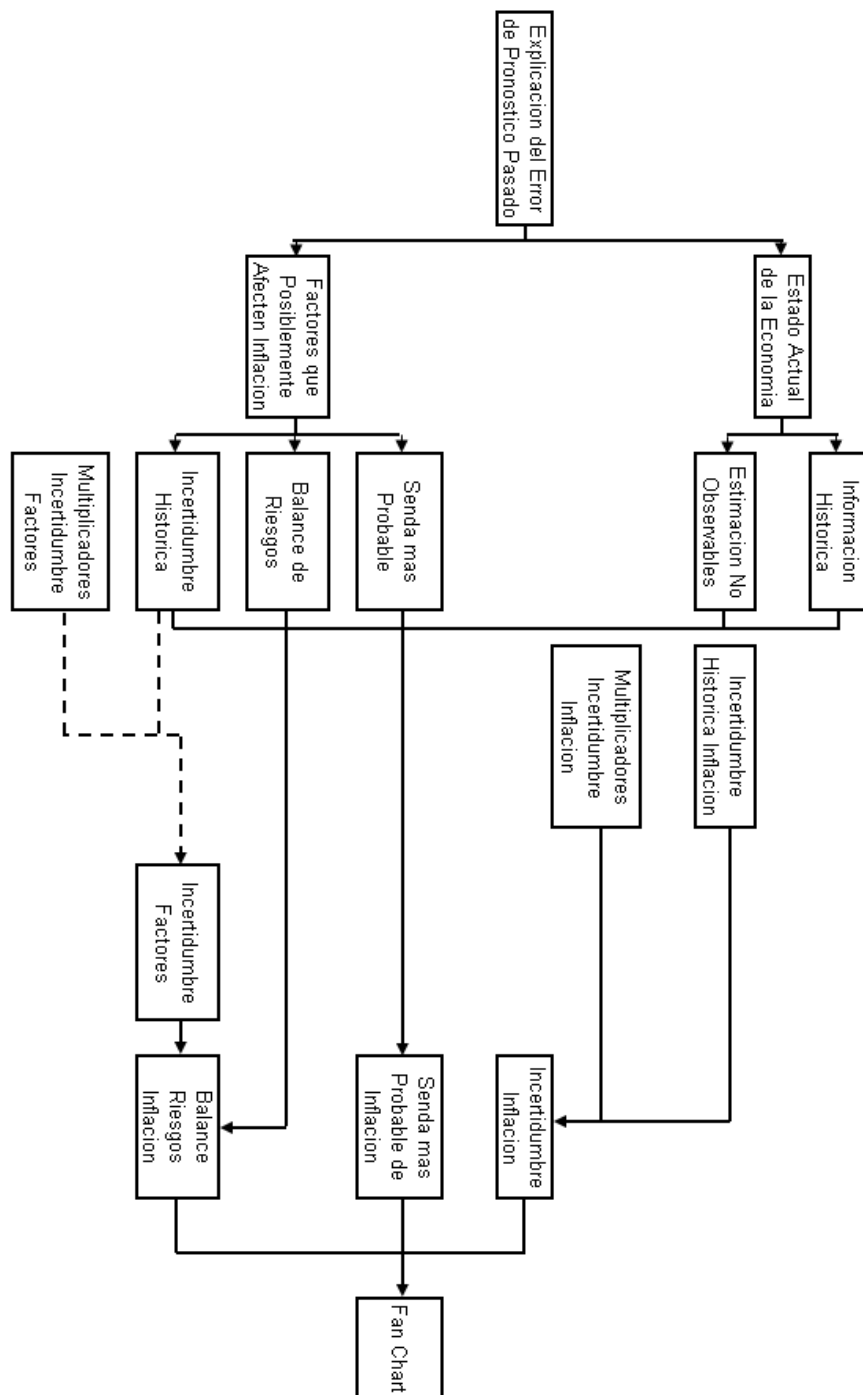 Explicacion del Error
de Pronostico Pasado
Estado Actual
de la Economia
Factores que
Posiblemente
Afecten Inflacion
Informacion
Historica
Estimacion No
Observables
Senda mas
Probable
Balance de
Riesgos
Incertidumbre
Historica
Multiplicadores
Incertidumbre
Factores
Incertidumbre
Historica Inflacion
Multiplicadores
Incertidumbre
Inflacion
Incertidumbre
Factores
Incertidumbre
Inflacion
Senda mas
Probable de
Inflacion
Balance
Riesgos
Inflacion
Fan Chart